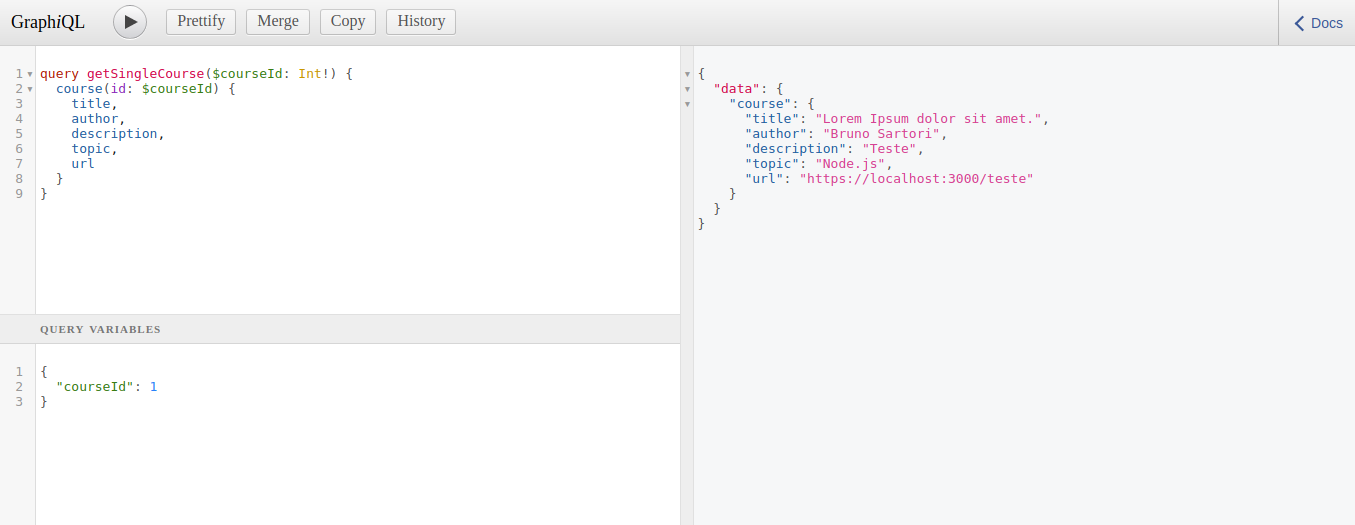 GraphiQL Prettify Merge Copy History Docs
1 query getSingleCourse($courseId: Int!) {
2 course(id: $courseId) {
3 title,
4 author,
5 description,
6 topic,
7 url
8 }
9 }
QUERY VARIABLES
1 {
2 "courseId": 1
3 }
{
"data": {
"course": {
"title": "Lorem Ipsum dolor sit amet.",
"author": "Bruno Sartori",
"description": "Teste",
"topic": "Node.js",
"url": "https://localhost:3000/teste"
}
}
}